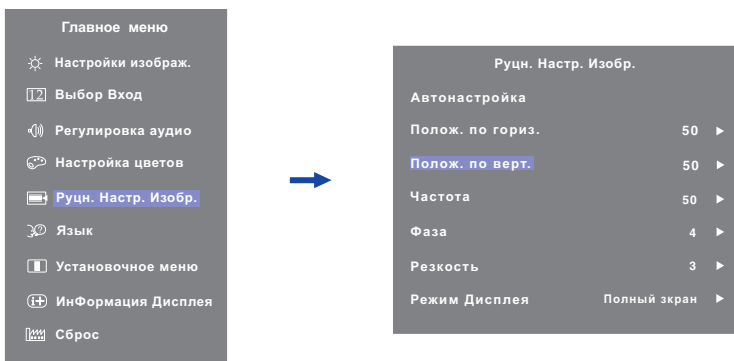 Главное меню
Настройки изображ.
12 Выбор Вход
Регулировка аудио
Настройка цветов
Руцн. Настр. Изобр.
Язык
Установочное меню
ИнФормация Дисплея
Сброс
Руцн. Настр. Изобр.
Автонастройка
Полож. по гориз. 50
Полож. по верт. 50
Частота 50
Фаза 4
Резкость 3
Режим Дисплея Полный зкран